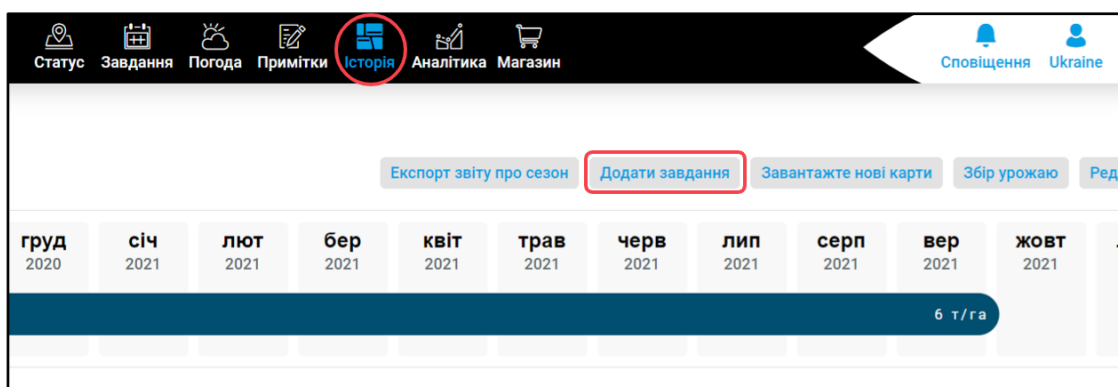 Статус Завдання Погода Примітки Історія Аналітика Магазин Сповіщення Ukraine
Експорт звіту про сезон Додати завдання Завантажте нові карти Збір урожаю Ред
груд січ лют бер квіт трав черв лип серп вер жовт
2020 2021 2021 2021 2021 2021 2021 2021 2021 2021 2021
6 т/га